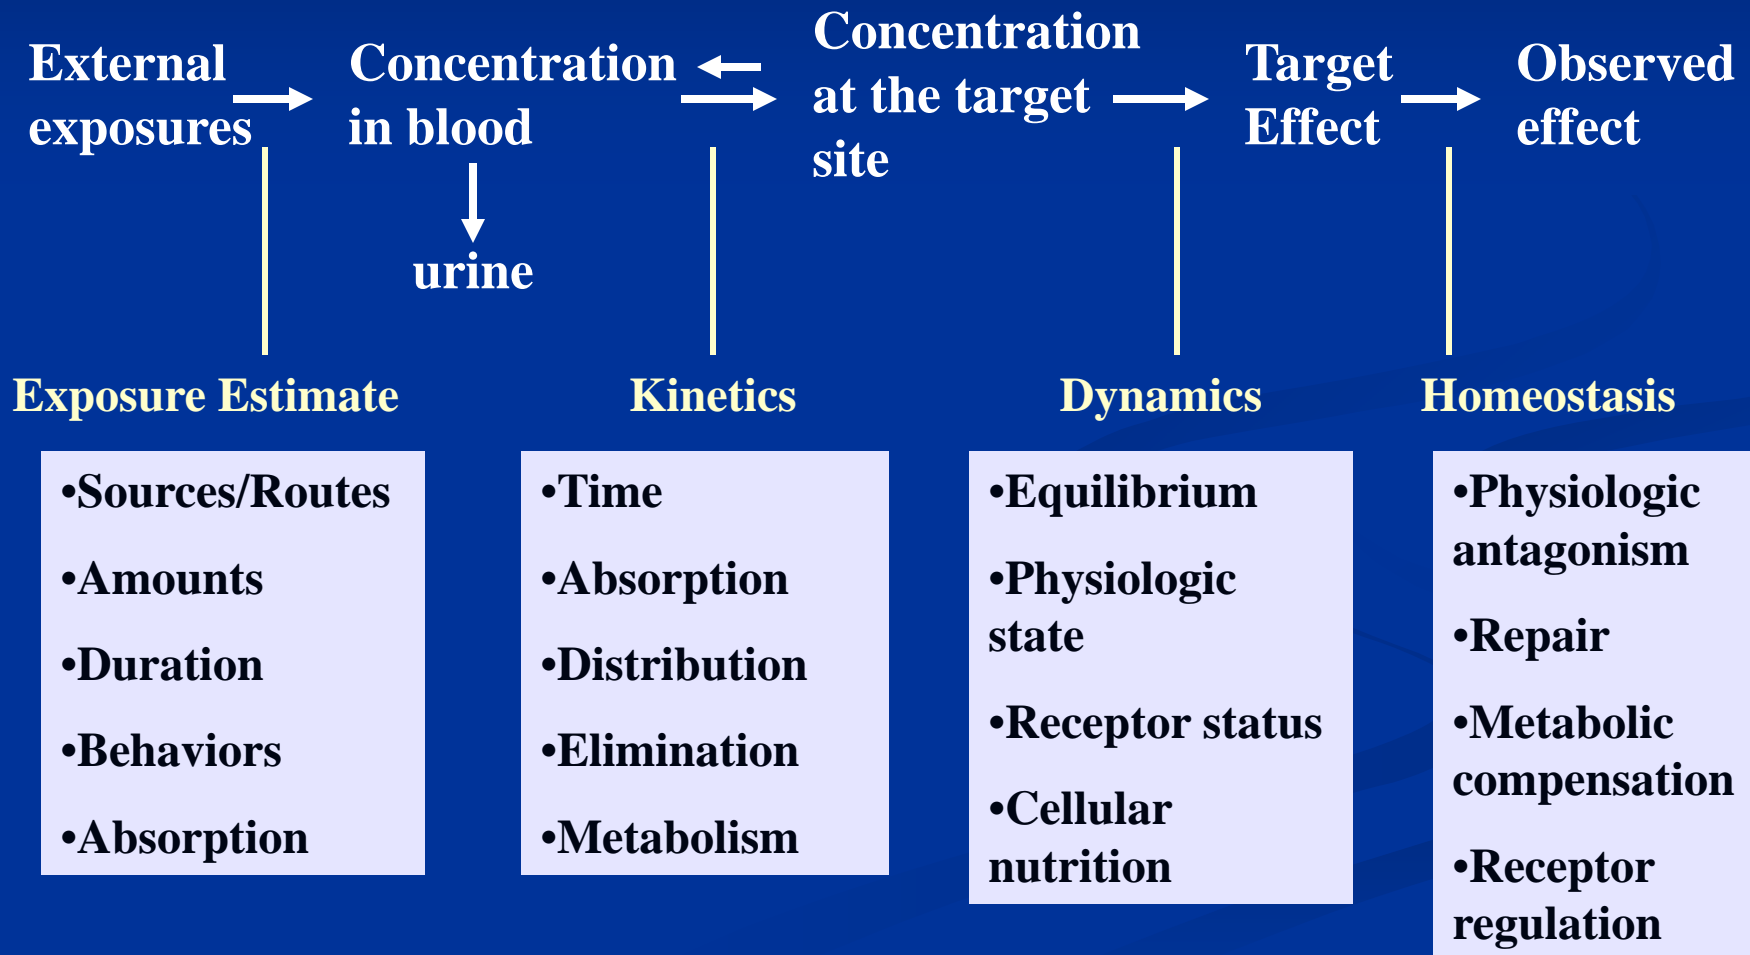 External
exposures
Concentration
in blood
urine
Concentration
at the target
site
Target
Effect
Observed
effect
Exposure Estimate
Kinetics
Dynamics
Homeostasis
•Sources/Routes
•Amounts
•Duration
•Behaviors
•Absorption
•Time
•Absorption
•Distribution
•Elimination
•Metabolism
•Equilibrium
•Physiologic
state
•Receptor status
•Cellular
nutrition
•Physiologic
antagonism
•Repair
•Metabolic
compensation
•Receptor
regulation